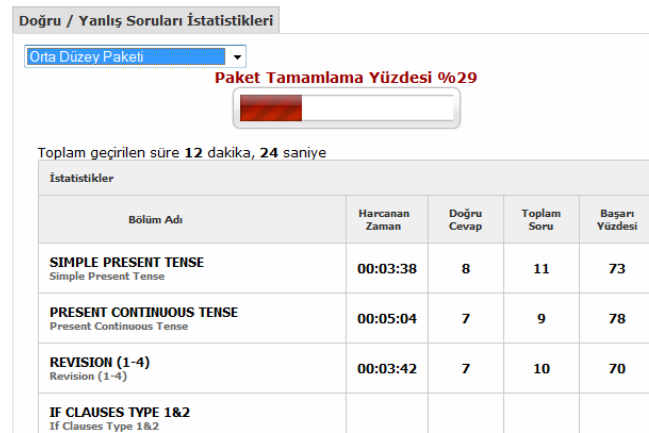 Doğru / Yanlış Soruları İstatistikleri
Orta Düzey Paketi
Paket Tamamlama Yüzdesi %29
Toplam geçirilen süre 12 dakika, 24 saniye
İstatistikler
Bölüm Adı Harcanan Zaman Doğru Cevap Toplam Soru Başarı Yüzdesi
SIMPLE PRESENT TENSE 00:03:38 8 11 73
Simple Present Tense
PRESENT CONTINUOUS TENSE 00:05:04 7 9 78
Present Continuous Tense
REVISION (1-4) 00:03:42 7 10 70
Revision (1-4)
IF CLAUSES TYPE 1&2
If Clauses Type 1&2